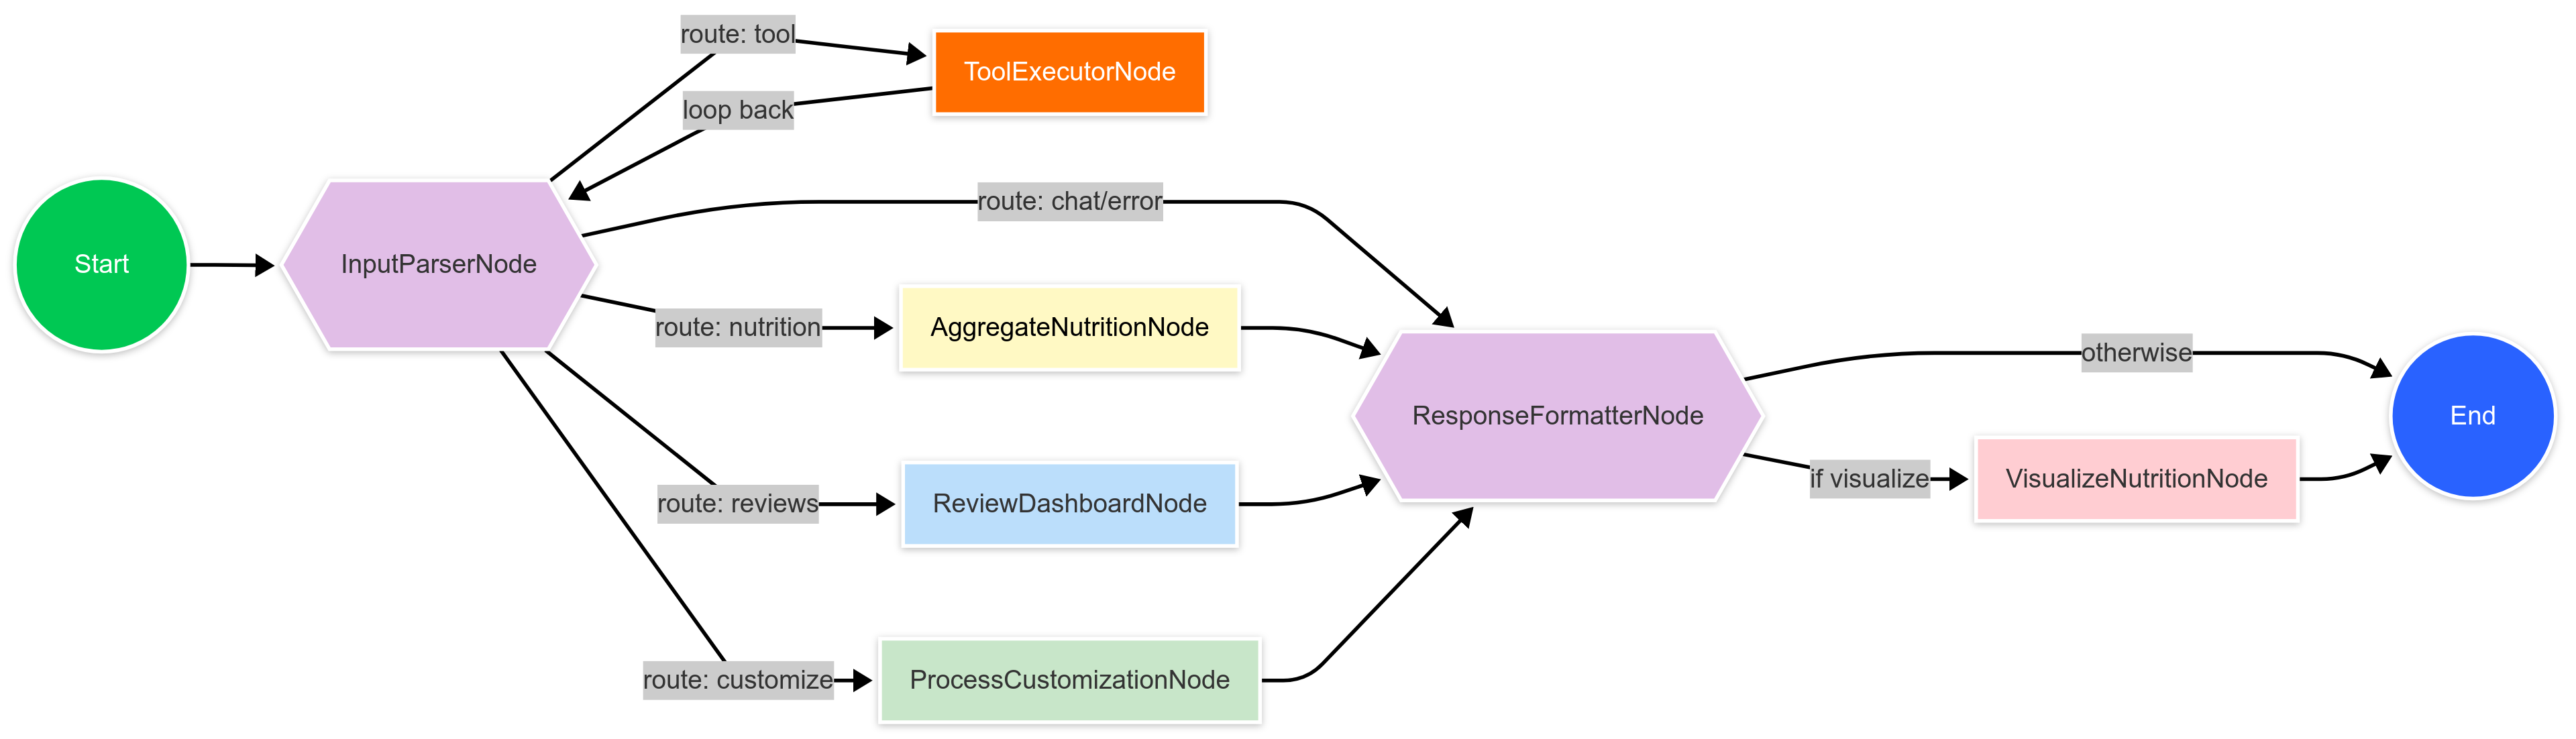 route: tool
ToolExecutorNode
loop back
route: chat/error
Start
InputParserNode
route: nutrition
AggregateNutritionNode
otherwise
ResponseFormatterNode
End
if visualize
VisualizeNutritionNode
route: reviews
ReviewDashboardNode
route: customize
ProcessCustomizationNode